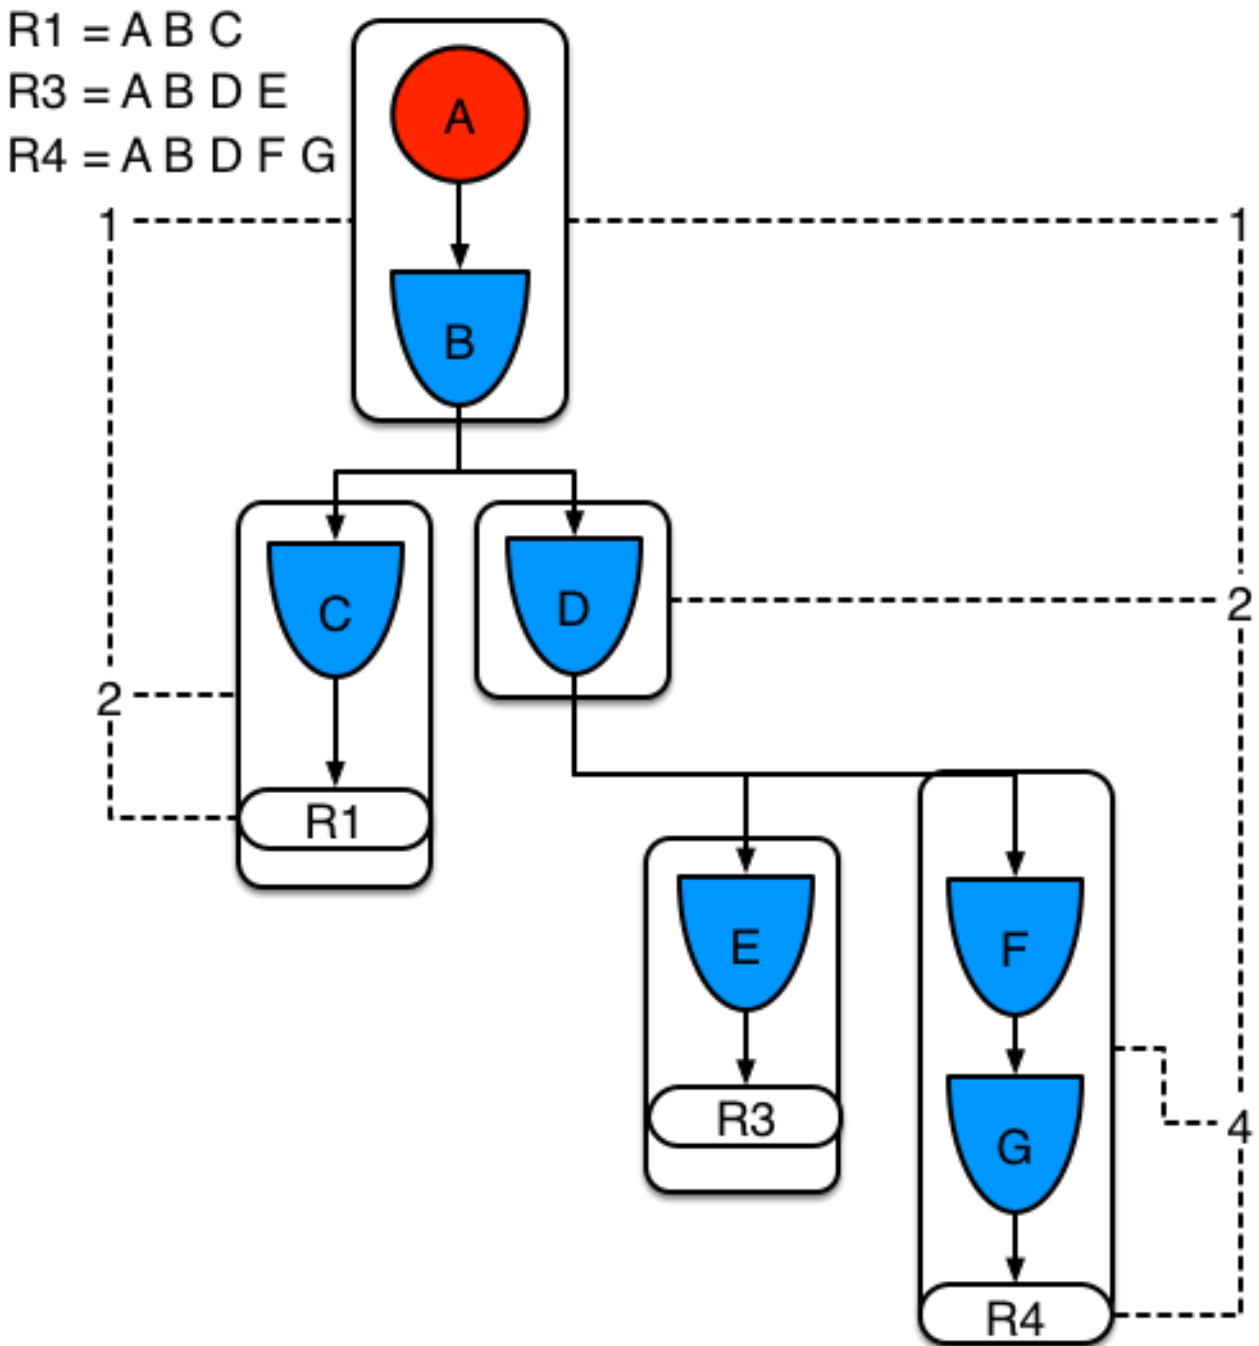 R1 = A B C
R3 = A B D E
R4 = A B D F G
A
1
1
B
C
D
2
2
R1
E
F
R3
4
G
R4